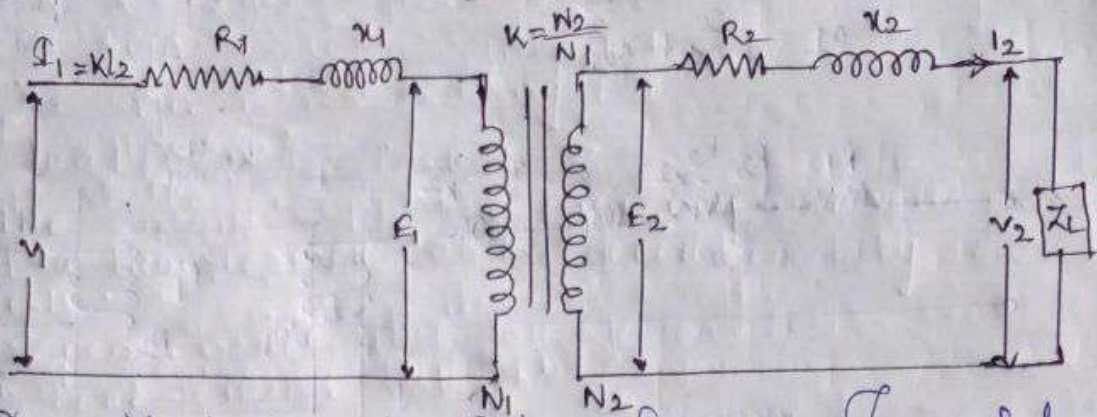 I1 = KI2 R1 x1 K = N2/N1 R2 x2 I2
V1 E1 E2 V2 ZL
N1 N2